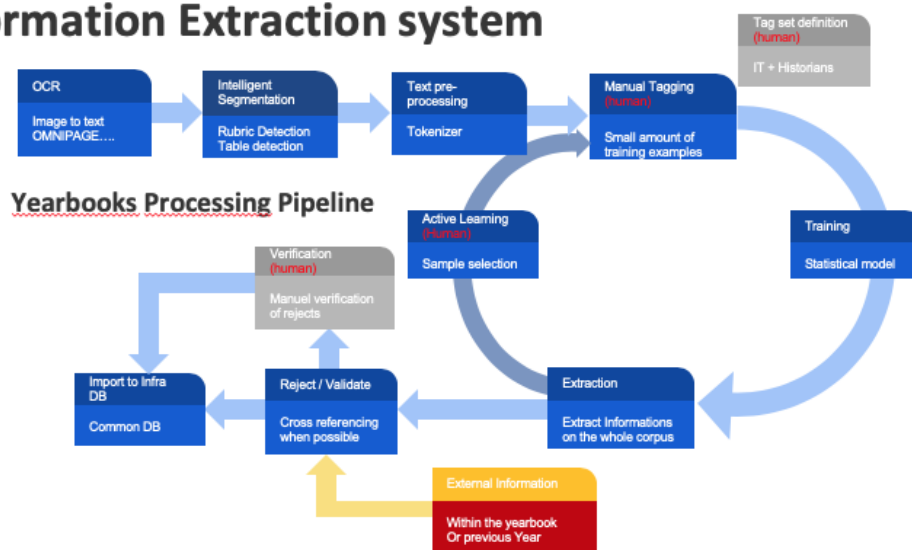 rmation Extraction system
Tag set definition
(human)
IT + Historians
OCR
Image to text
OMNIPAGE....
Intelligent
Segmentation
Rubric Detection
Table detection
Text pre-
processing
Tokenizer
Manual Tagging
(human)
Small amount of
training examples
Yearbooks Processing Pipeline
Active Learning
(Human)
Sample selection
Training
Statistical model
Verification
(human)
Manuel verification
of rejects
Import to Infra
DB
Common DB
Reject / Validate
Cross referencing
when possible
Extraction
Extract Informations
on the whole corpus
External Information
Within the yearbook
Or previous Year